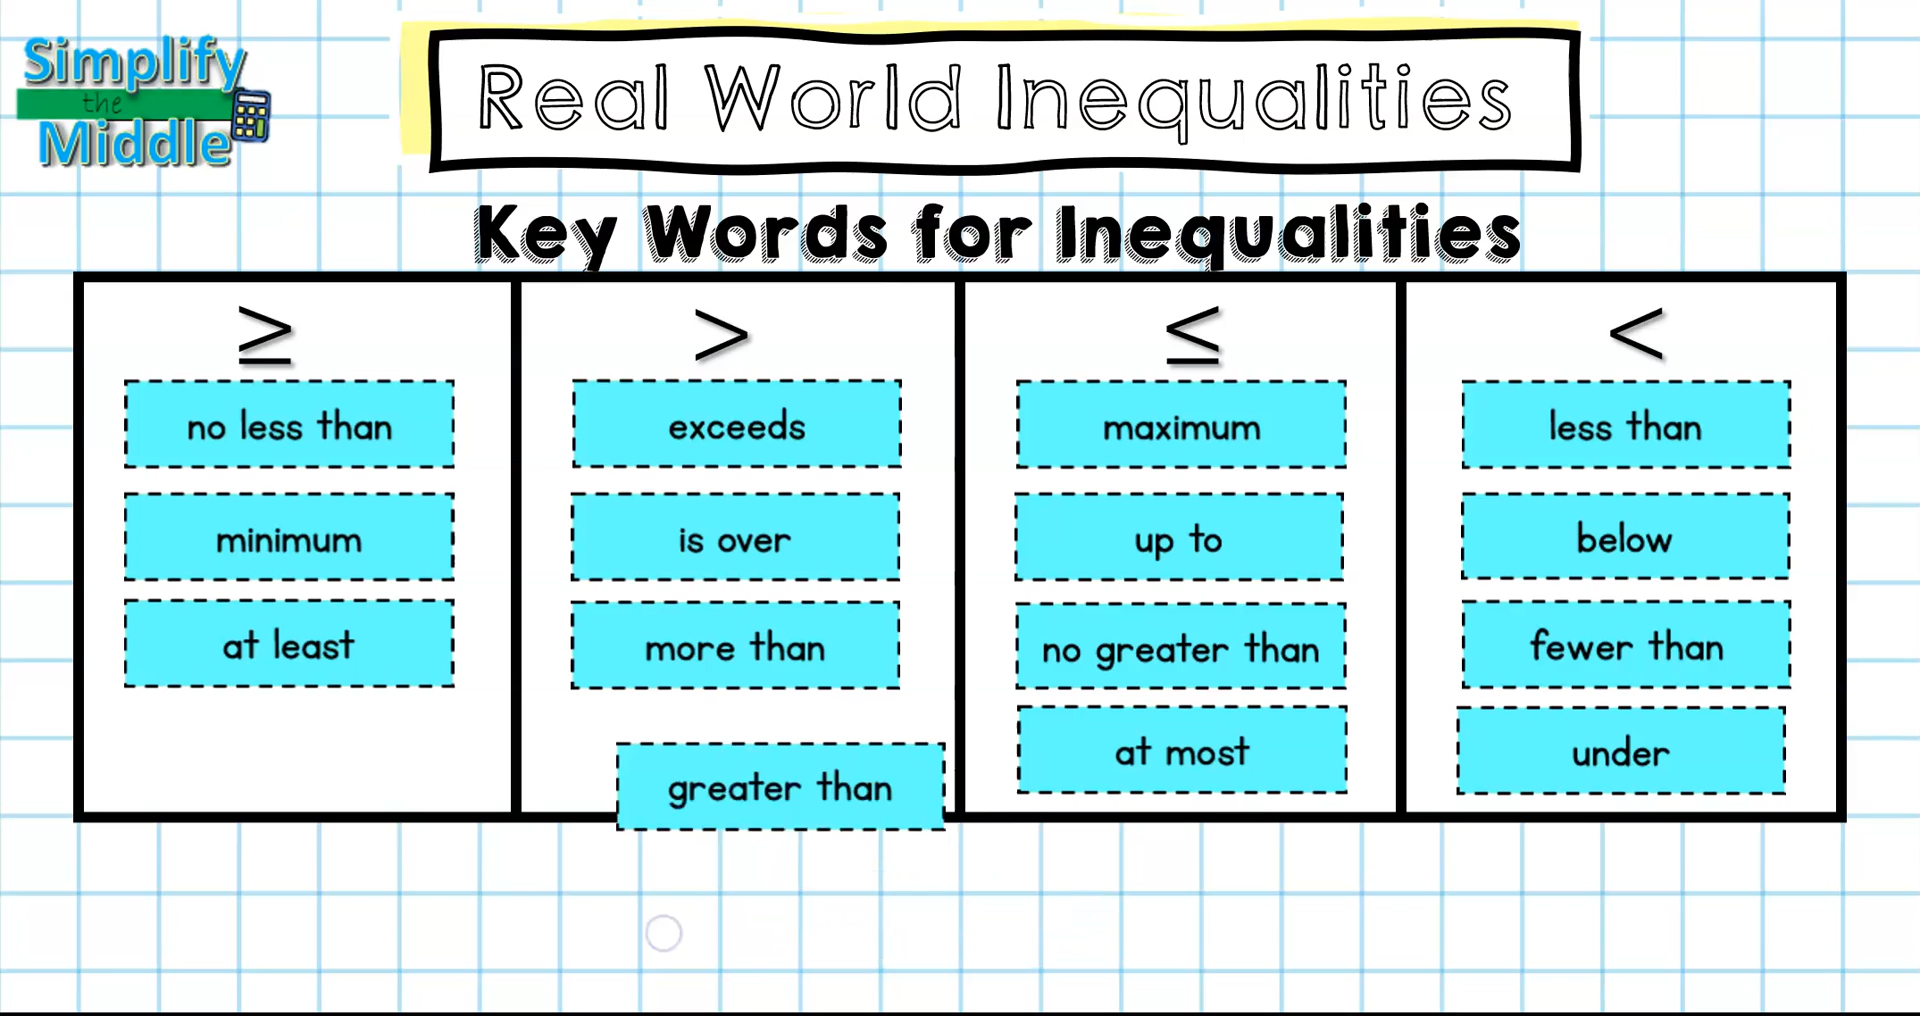 Simplify
the
Middle
Real World Inequalities
Key Words for Inequalities
≥
no less than
minimum
at least
>
exceeds
is over
more than
greater than
≤
maximum
up to
no greater than
at most
<
less than
below
fewer than
under